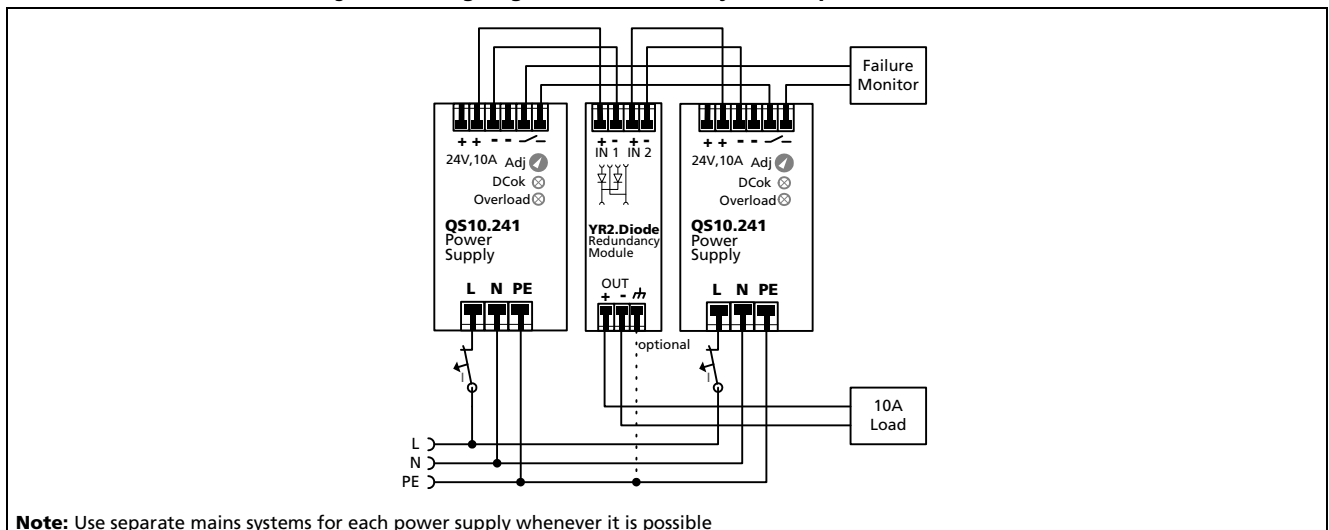 Failure
Monitor
+ + - -
24V,10A Adj
DCok
Overload
QS10.241
Power
Supply
L N PE
+ - + -
IN 1 IN 2
YR2.Diode
Redundancy
Module
OUT
+ -
optional
+ + - -
24V,10A Adj
DCok
Overload
QS10.241
Power
Supply
L N PE
I
I
10A
Load
L
N
PE
Note: Use separate mains systems for each power supply whenever it is possible